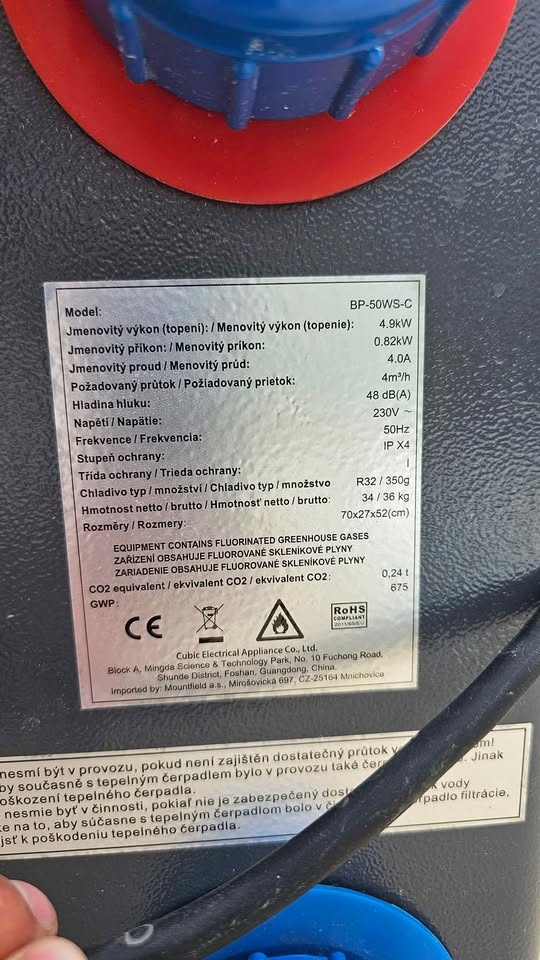 Model: BP-50WS-C
Jmenovitý výkon (topení): / Menovitý výkon (topenie): 4.9kW
Jmenovitý příkon: / Menovitý príkon: 0.82kW
Jmenovitý proud / Menovitý prúd: 4.0A
Požadovaný průtok / Požiadovaný prietok: 4m³/h
Hladina hluku: 48 dB(A)
Napětí / Napätie: 230V ~
Frekvence / Frekvencia: 50Hz
Stupeň ochrany: IP X4
Třída ochrany / Trieda ochrany: I
Chladivo typ / množství / Chladivo typ / množstvo R32 / 350g
Hmotnost netto / brutto / Hmotnosť netto / brutto: 34 / 36 kg
Rozměry / Rozmery: 70x27x52(cm)
EQUIPMENT CONTAINS FLUORINATED GREENHOUSE GASES
ZAŘÍZENÍ OBSAHUJE FLUOROVANÉ SKLENÍKOVÉ PLYNY
ZARIADENIE OBSAHUJE FLUOROVANÉ SKLENÍKOVÉ PLYNY
CO2 equivalent / ekvivalent CO2 / ekvivalent CO2: 0,24 t
GWP: 675
CE
RoHS
COMPLIANT
2011/65/EU
Cubic Electrical Appliance Co., Ltd.
Block A, Mingda Science & Technology Park, No. 10 Fuchong Road,
Shunde District, Foshan, Guangdong, China.
Imported by: Mountfield a.s., Mirošovická 697, CZ-25164 Mnichovice
nesmí být v provozu, pokud není zajištěn dostatečný průtok
by současně s tepelným čerpadlem bylo v provozu také Jinak
oškození tepelného čerpadla.
nesmie byť v činnosti, pokiaľ nie je zabezpečený vody
na to, aby súčasne s tepelným čerpadlom bolo v filtrácie,
jsť k poškodeniu tepelného čerpadla.